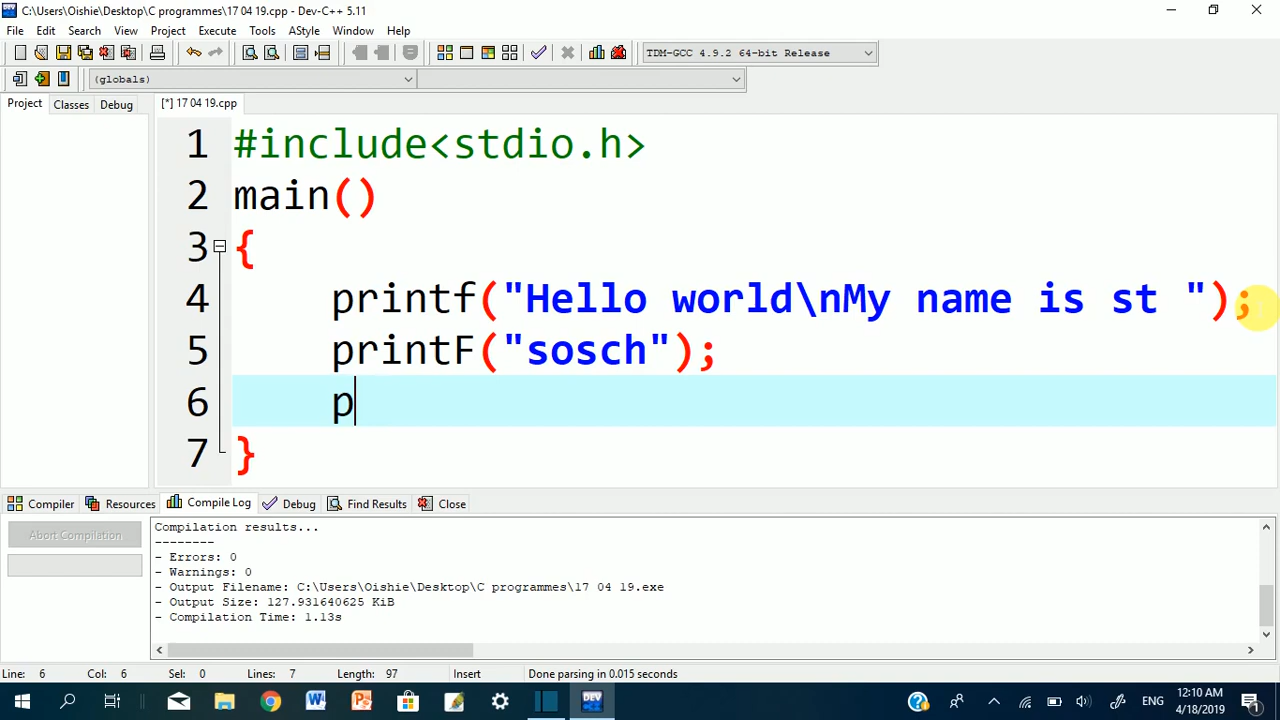 C:\Users\Oishie\Desktop\C programmes\17 04 19.cpp - Dev-C++ 5.11
File Edit Search View Project Execute Tools AStyle Window Help
TDM-GCC 4.9.2 64-bit Release
(globals)
Project Classes Debug [*] 17 04 19.cpp
1 #include<stdio.h>
2 main()
3 {
4 printf("Hello world\nMy name is st ");
5 printF("sosch");
6 p
7 }
Compiler Resources Compile Log Debug Find Results Close
Abort Compilation
Compilation results...
--------
- Errors: 0
- Warnings: 0
- Output Filename: C:\Users\Oishie\Desktop\C programmes\17 04 19.exe
- Output Size: 127.931640625 KiB
- Compilation Time: 1.13s
Line: 6 Col: 6 Sel: 0 Lines: 7 Length: 97 Insert Done parsing in 0.015 seconds
ENG 12:10 AM
4/18/2019